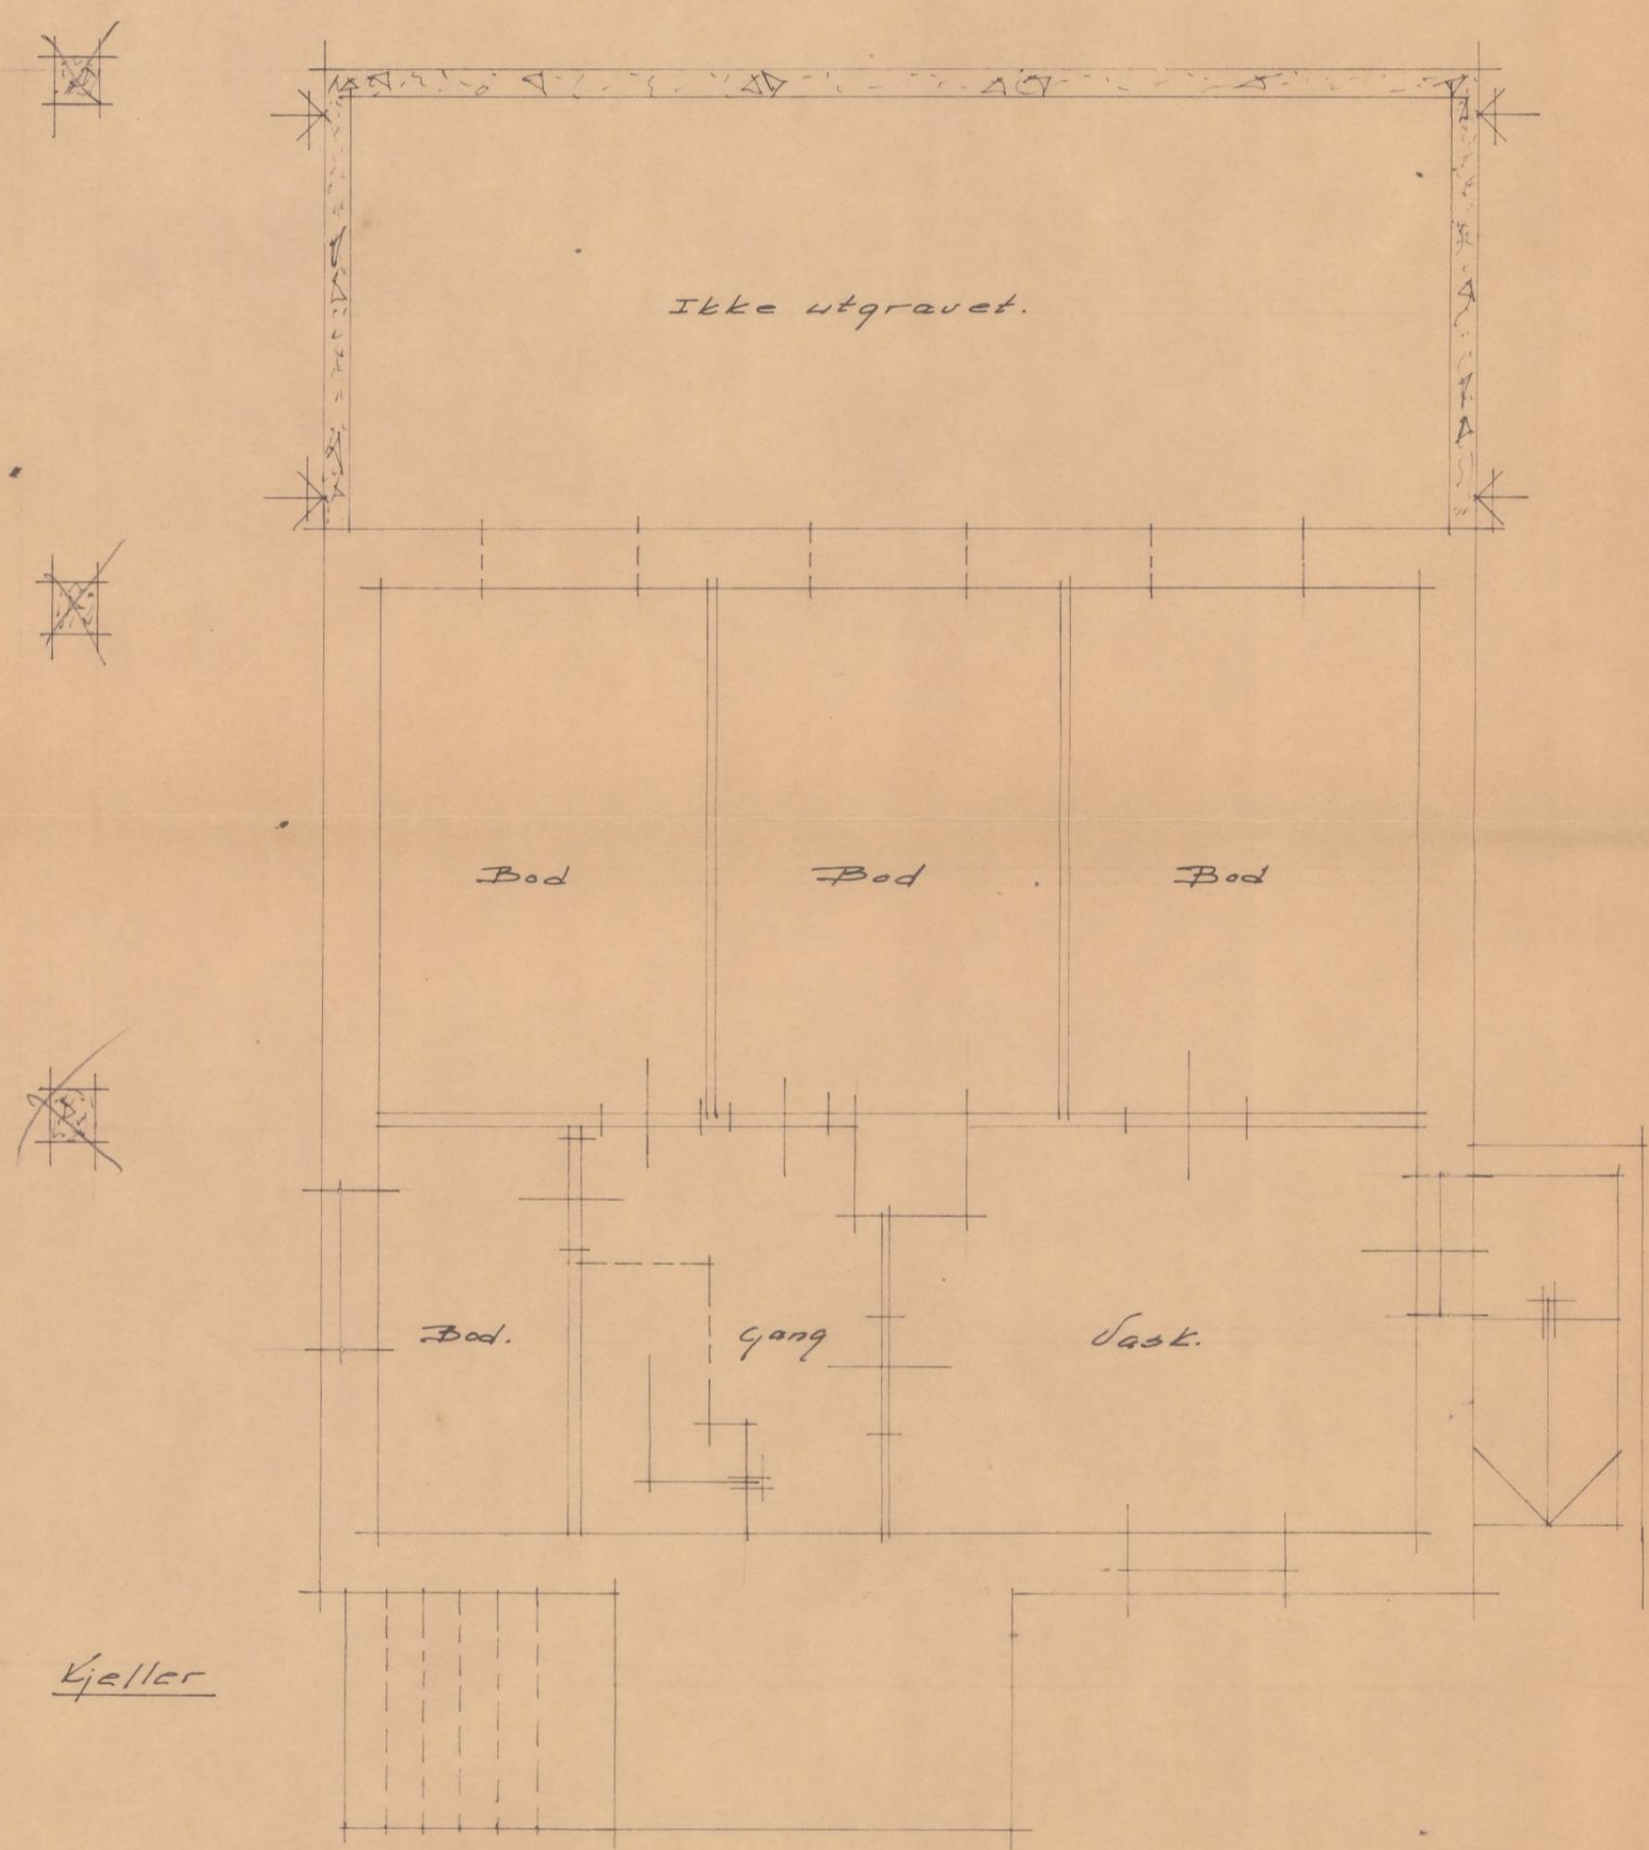 Ikke utgravet.
Bod
Bod
Bod
Bod.
Gang
Vask.
Kjeller